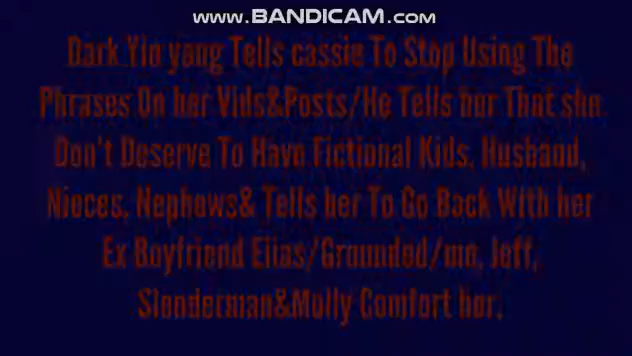 WWW.BANDICAM.COM
Dark Yin yang Tells cassie To Stop Using The
Phrases On her Vids&Posts/He Tells her That she
Don't Deserve To Have Fictional Kids, Husband,
Nieces, Nephews& Tells her To Go Back With her
Ex Boyfriend Elias/Grounded/me, Jeff,
Slenderman&Molly Comfort her.